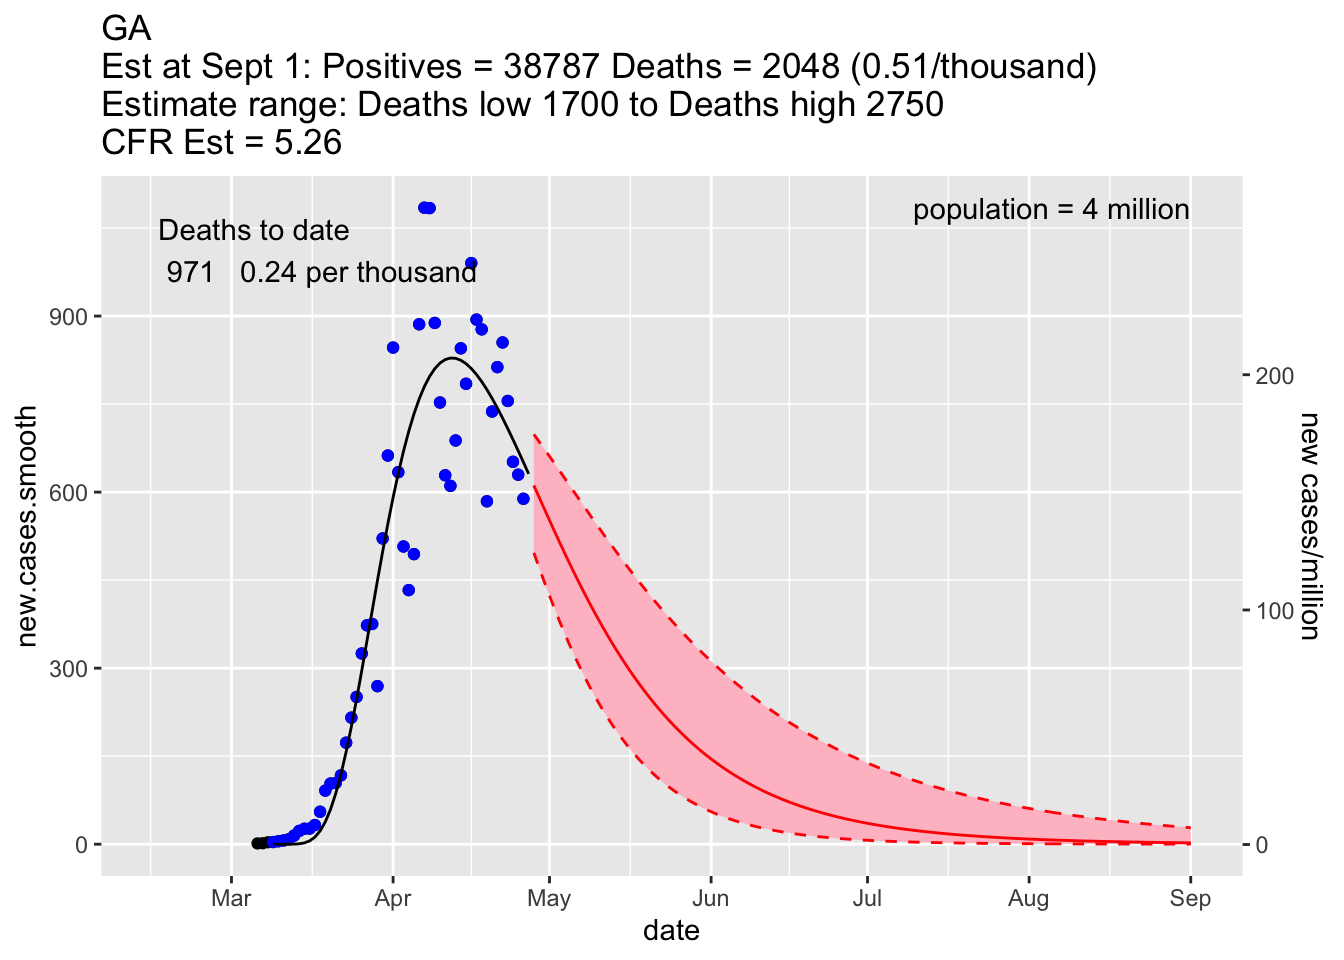 GA
Est at Sept 1: Positives = 38787 Deaths = 2048 (0.51/thousand)
Estimate range: Deaths low 1700 to Deaths high 2750
CFR Est = 5.26
population = 4 million
Deaths to date
971 0.24 per thousand
900
600
300
0
new.cases.smooth
200
100
0
new cases/million
Mar Apr May Jun Jul Aug Sep
date